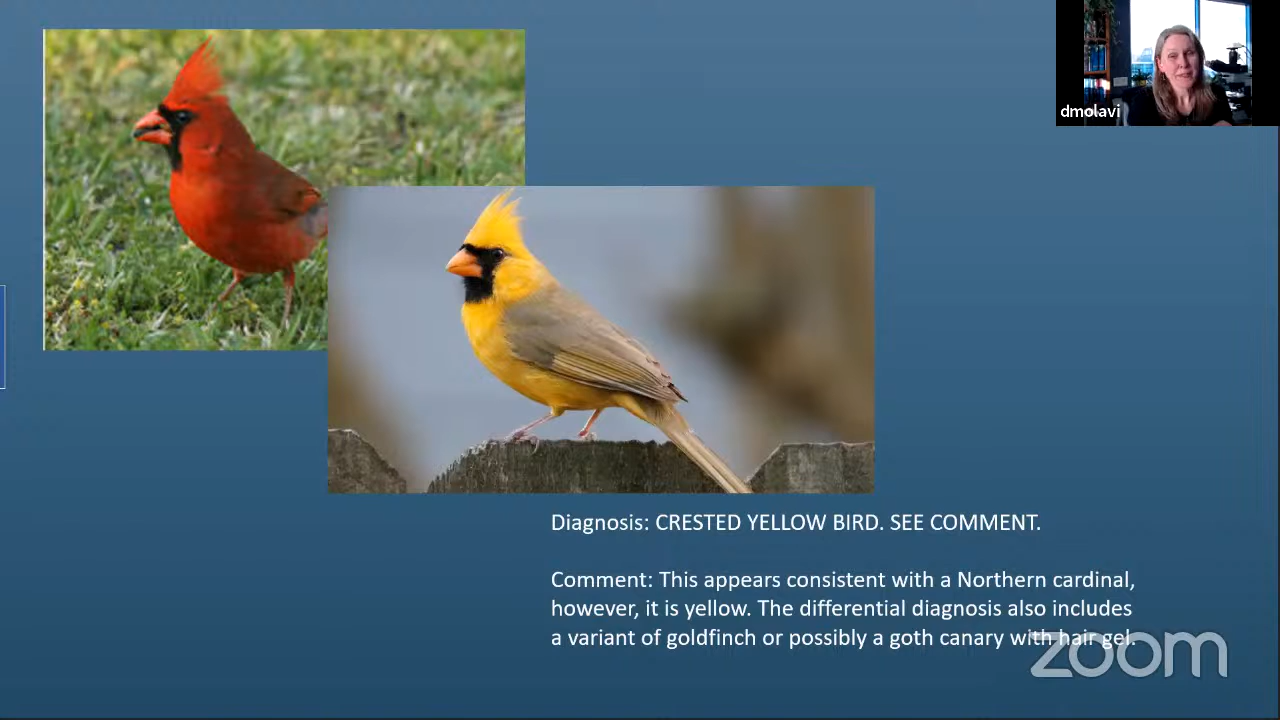 dmolavi
Diagnosis: CRESTED YELLOW BIRD. SEE COMMENT.
Comment: This appears consistent with a Northern cardinal,
however, it is yellow. The differential diagnosis also includes
a variant of goldfinch or possibly a goth canary with hair gel.
zoom